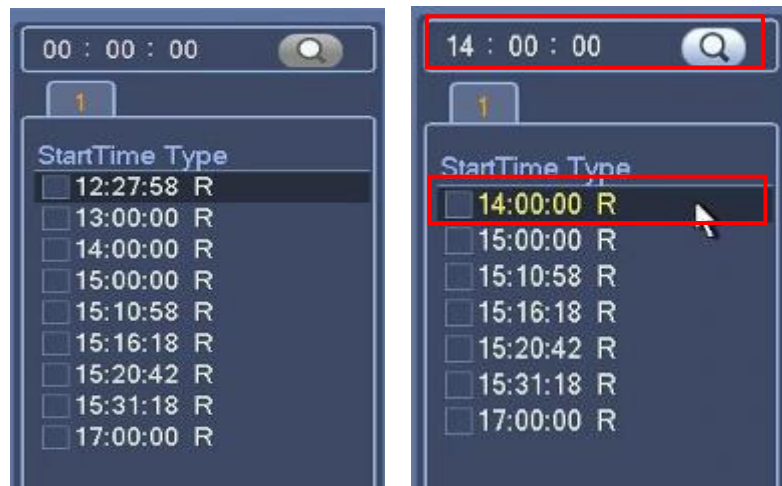 00 : 00 : 00
1
StartTime Type
12:27:58 R
13:00:00 R
14:00:00 R
15:00:00 R
15:10:58 R
15:16:18 R
15:20:42 R
15:31:18 R
17:00:00 R
14 : 00 : 00
1
StartTime Type
14:00:00 R
15:00:00 R
15:10:58 R
15:16:18 R
15:20:42 R
15:31:18 R
17:00:00 R